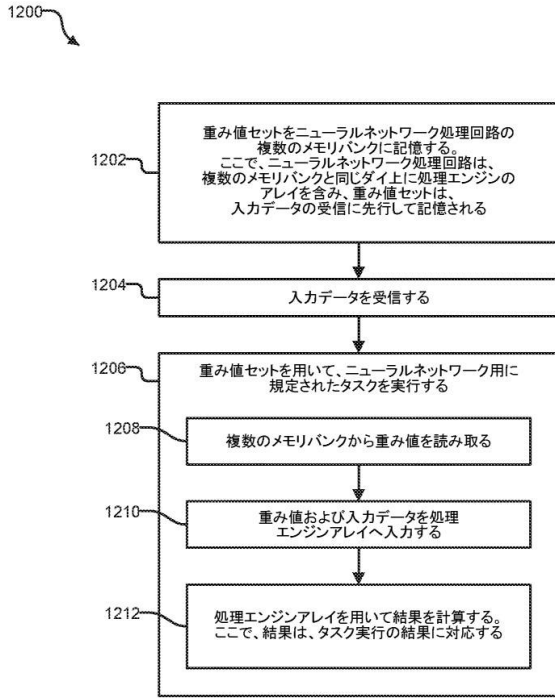 1200
1202
重み値セットをニューラルネットワーク処理回路の
複数のメモリバンクに記憶する。
ここで、ニューラルネットワーク処理回路は、
複数のメモリバンクと同じダイ上に処理エンジンの
アレイを含み、重み値セットは、
入力データの受信に先行して記憶される
1204
入力データを受信する
1206
重み値セットを用いて、ニューラルネットワーク用に
規定されたタスクを実行する
1208
複数のメモリバンクから重み値を読み取る
1210
重み値および入力データを処理
エンジンアレイへ入力する
1212
処理エンジンアレイを用いて結果を計算する。
ここで、結果は、タスク実行の結果に対応する